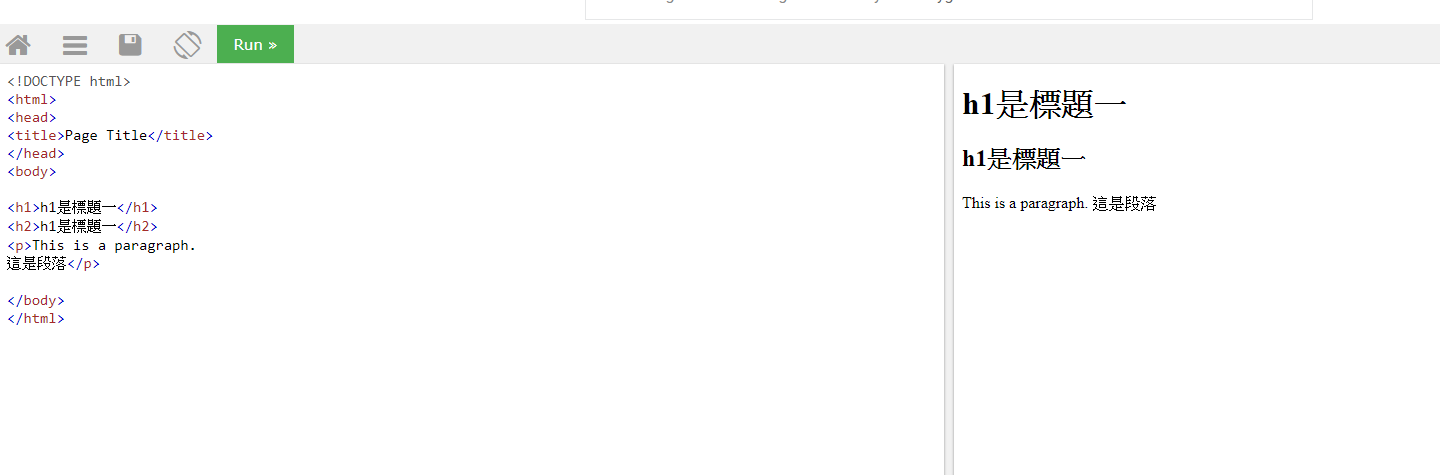 Run »
<!DOCTYPE html>
<html>
<head>
<title>Page Title</title>
</head>
<body>
<h1>h1是標題一</h1>
<h2>h1是標題一</h2>
<p>This is a paragraph.
這是段落</p>
</body>
</html>
h1是標題一
h1是標題一
This is a paragraph. 這是段落